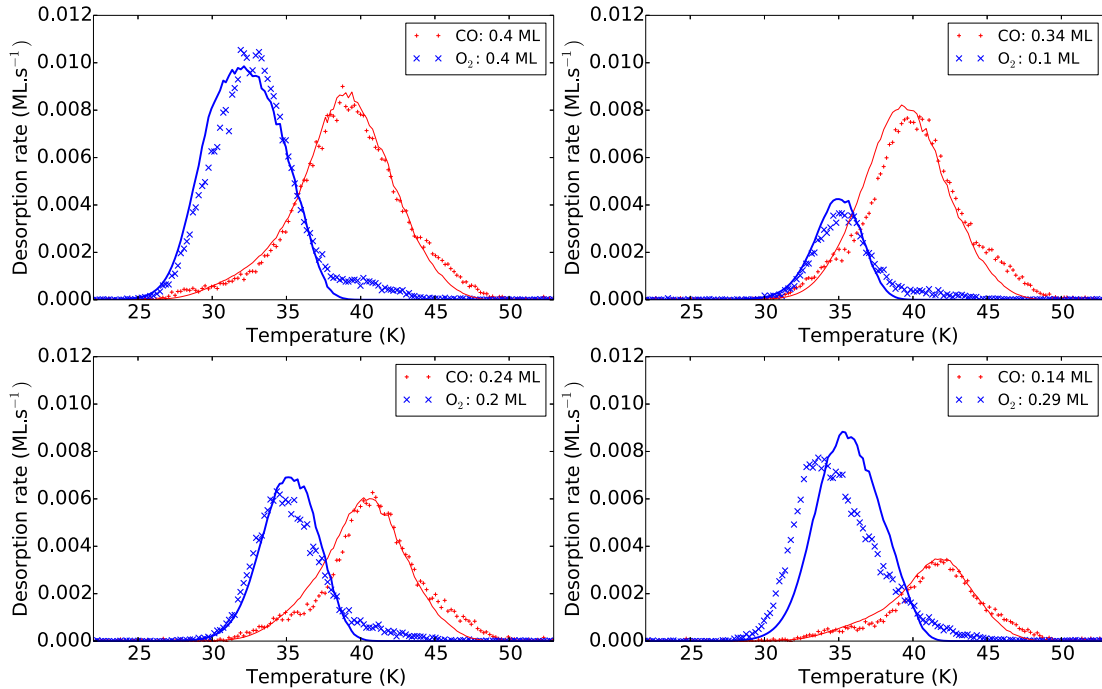 0.012
0.010
0.008
0.006
0.004
0.002
0.000
Desorption rate (ML.s⁻¹)
CO: 0.4 ML
O₂: 0.4 ML
25 30 35 40 45 50
Temperature (K)
0.012
0.010
0.008
0.006
0.004
0.002
0.000
Desorption rate (ML.s⁻¹)
CO: 0.34 ML
O₂: 0.1 ML
25 30 35 40 45 50
Temperature (K)
0.012
0.010
0.008
0.006
0.004
0.002
0.000
Desorption rate (ML.s⁻¹)
CO: 0.24 ML
O₂: 0.2 ML
25 30 35 40 45 50
Temperature (K)
0.012
0.010
0.008
0.006
0.004
0.002
0.000
Desorption rate (ML.s⁻¹)
CO: 0.14 ML
O₂: 0.29 ML
25 30 35 40 45 50
Temperature (K)